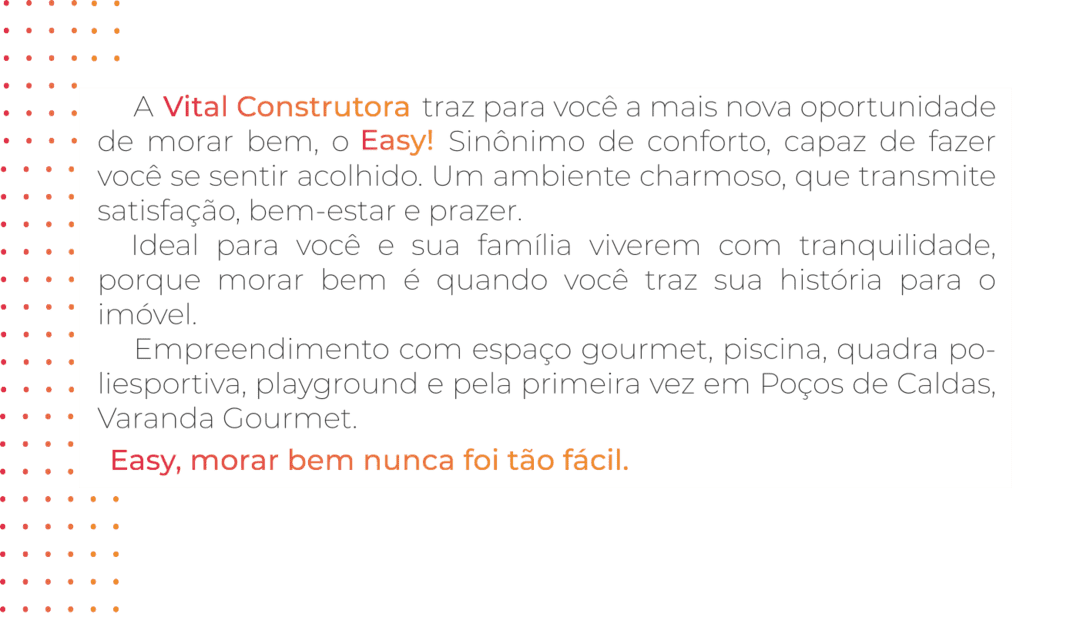 A Vital Construtora traz para você a mais nova oportunidade
de morar bem, o Easy! Sinônimo de conforto, capaz de fazer
você se sentir acolhido. Um ambiente charmoso, que transmite
satisfação, bem-estar e prazer.
Ideal para você e sua família viverem com tranquilidade,
porque morar bem é quando você traz sua história para o
imóvel.
Empreendimento com espaço gourmet, piscina, quadra po-
liesportiva, playground e pela primeira vez em Poços de Caldas,
Varanda Gourmet.
Easy, morar bem nunca foi tão fácil.